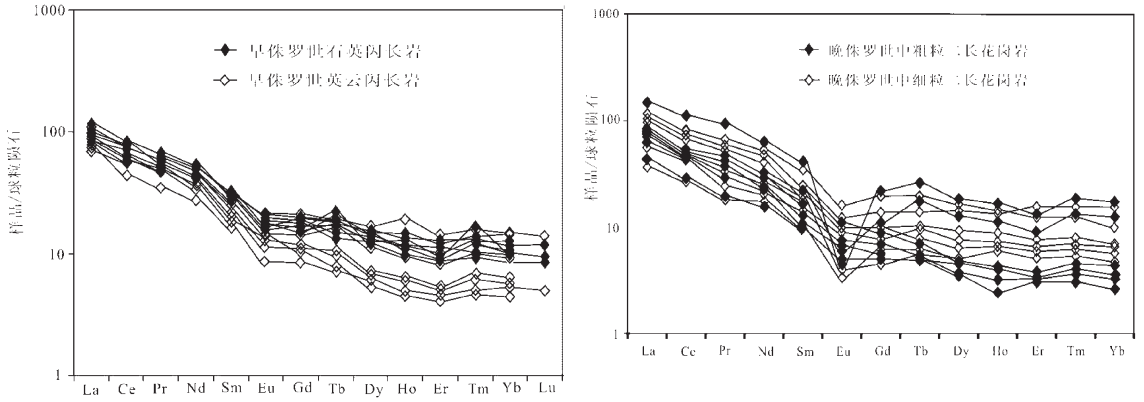 1000
100
10
1
样品/球粒陨石
早侏罗世石英闪长岩
早侏罗世英云闪长岩
La Ce Pr Nd Sm Eu Gd Tb Dy Ho Er Tm Yb Lu
1000
100
10
1
样品/球粒陨石
晚侏罗世中粗粒二长花岗岩
晚侏罗世中细粒二长花岗岩
La Ce Pr Nd Sm Eu Gd Tb Dy Ho Er Tm Yb